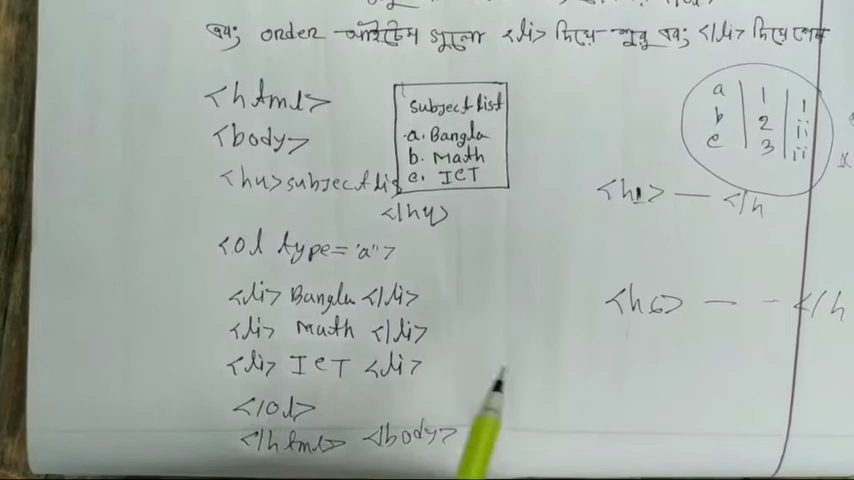 এবং order আইটেম গুলো <li> দিয়ে শুরু এবং </li> দিয়ে শেষ
<html>
<body>
<h4>subject list
</h4>
<ol type="a">
<li> Bangla </li>
<li> Math </li>
<li> ICT <li>
</ol>
</html> </body>
subject list
a. Bangla
b. Math
c. ICT
a | 1 | i
b | 2 | ii
c | 3 | iii
<h1> — </h
<h6> — - </h